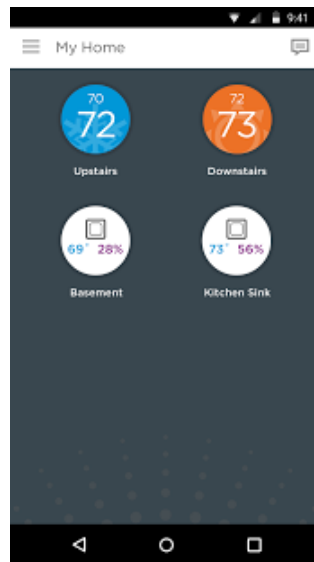 9:41
My Home
70
72
72
73
Upstairs
Downstairs
69° 28%
73° 56%
Basement
Kitchen Sink